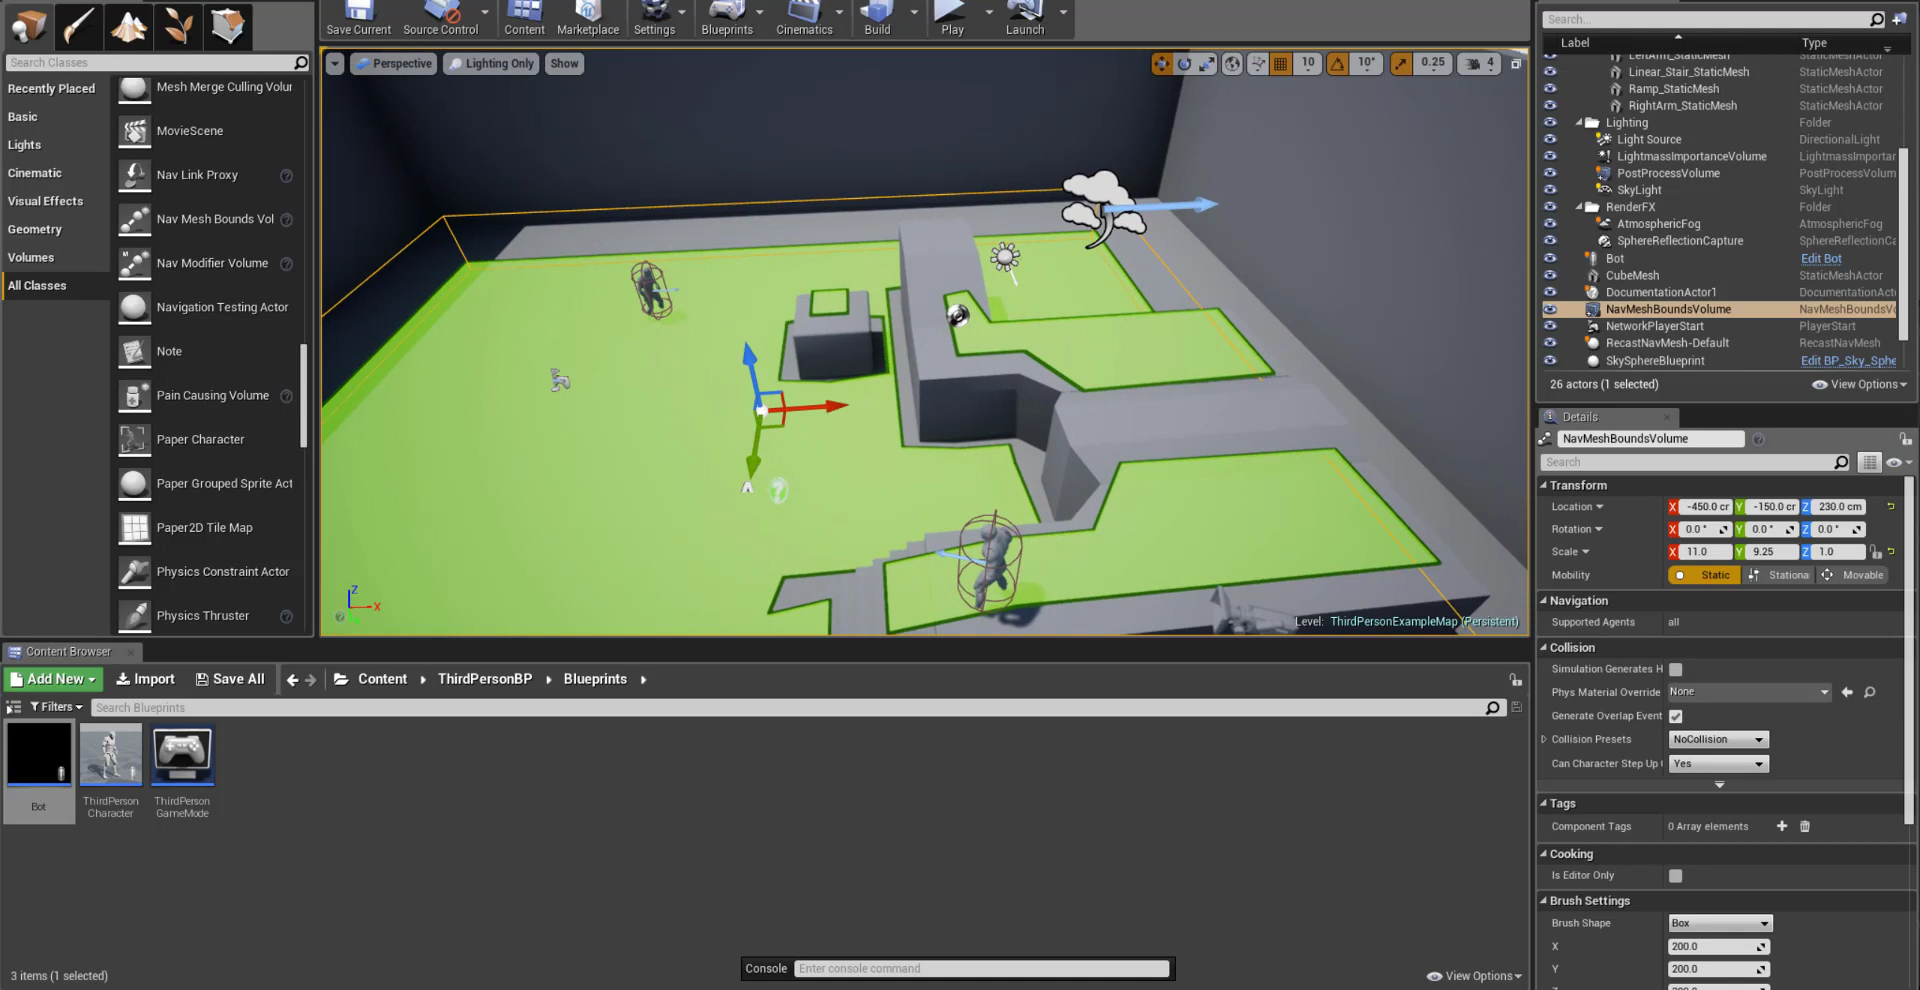 Save Current
Source Control
Content
Marketplace
Settings
Blueprints
Cinematics
Build
Play
Launch
Search Classes
Recently Placed
Basic
Lights
Cinematic
Visual Effects
Geometry
Volumes
All Classes
Mesh Merge Culling Volur
MovieScene
Nav Link Proxy
Nav Mesh Bounds Vol
Nav Modifier Volume
Navigation Testing Actor
Note
Pain Causing Volume
Paper Character
Paper Grouped Sprite Act
Paper2D Tile Map
Physics Constraint Actor
Physics Thruster
Perspective
Lighting Only
Show
10
10°
0.25
4
Z
X
Level: ThirdPersonExampleMap (Persistent)
Search...
Label
Type
LeftArm_StaticMesh StaticMeshActor
Linear_Stair_StaticMesh StaticMeshActor
Ramp_StaticMesh StaticMeshActor
RightArm_StaticMesh StaticMeshActor
Lighting Folder
Light Source DirectionalLight
LightmassImportanceVolume LightmassImportar
PostProcessVolume PostProcessVolum
SkyLight SkyLight
RenderFX Folder
AtmosphericFog AtmosphericFog
SphereReflectionCapture SphereReflectionCa
Bot Edit Bot
CubeMesh StaticMeshActor
DocumentationActor1 DocumentationAct
NavMeshBoundsVolume NavMeshBoundsVo
NetworkPlayerStart PlayerStart
RecastNavMesh-Default RecastNavMesh
SkySphereBlueprint Edit BP_Sky_Sphe
26 actors (1 selected)
View Options
Details
NavMeshBoundsVolume
Search
Transform
Location X -450.0 cr Y -150.0 cr Z 230.0 cm
Rotation X 0.0 ° Y 0.0 ° Z 0.0 °
Scale X 11.0 Y 9.25 Z 1.0
Mobility Static Stationa Movable
Navigation
Supported Agents all
Collision
Simulation Generates H
Phys Material Override None
Generate Overlap Event
Collision Presets NoCollision
Can Character Step Up ( Yes
Tags
Component Tags 0 Array elements
Cooking
Is Editor Only
Brush Settings
Brush Shape Box
X 200.0
Y 200.0
Content Browser
Add New
Import
Save All
Content
ThirdPersonBP
Blueprints
Filters
Search Blueprints
Bot
ThirdPerson
Character
ThirdPerson
GameMode
3 items (1 selected)
Console Enter console command
View Options